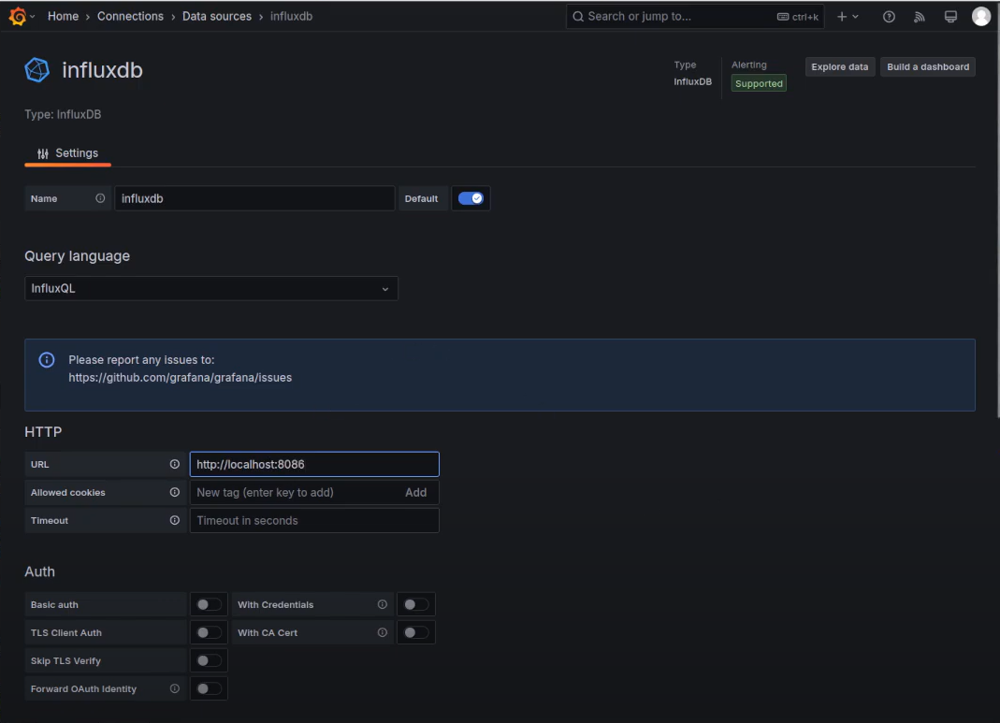 Home › Connections › Data sources › influxdb
Search or jump to... ctrl+k
influxdb
Type
InfluxDB
Alerting
Supported
Explore data
Build a dashboard
Type: InfluxDB
Settings
Name influxdb Default
Query language
InfluxQL
Please report any issues to:
https://github.com/grafana/grafana/issues
HTTP
URL http://localhost:8086
Allowed cookies New tag (enter key to add) Add
Timeout Timeout in seconds
Auth
Basic auth With Credentials
TLS Client Auth With CA Cert
Skip TLS Verify
Forward OAuth Identity